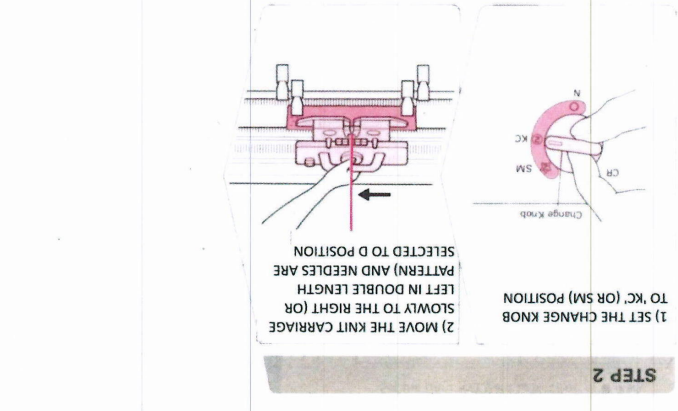 STEP 2
1) SET THE CHANGE KNOB
TO 'KC', (OR SM) POSITION
Change Knob
CR
SM
KC
N
2) MOVE THE KNIT CARRIAGE
SLOWLY TO THE RIGHT (OR
LEFT IN DOUBLE LENGTH
PATTERN) AND NEEDLES ARE
SELECTED TO D POSITION